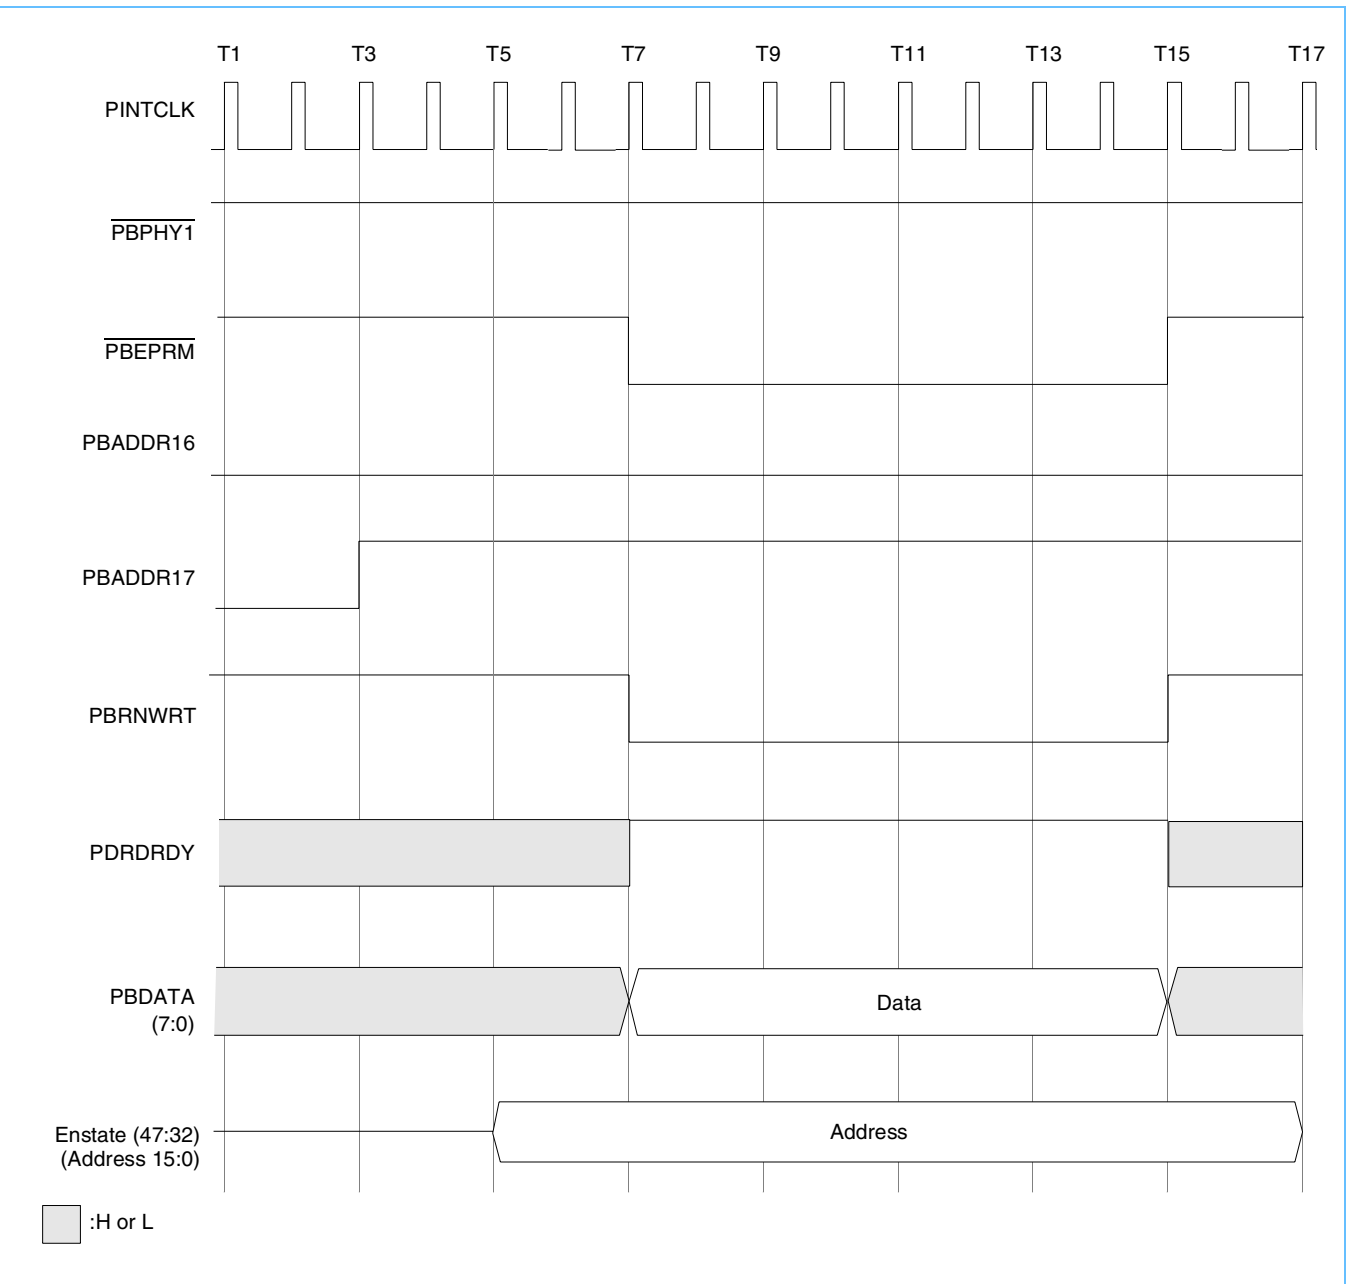 T1 T3 T5 T7 T9 T11 T13 T15 T17
PINTCLK
PBPHY1
PBEPRM
PBADDR16
PBADDR17
PBRNWRT
PDRDRDY
PBDATA
(7:0)
Data
Enstate (47:32)
(Address 15:0)
Address
:H or L